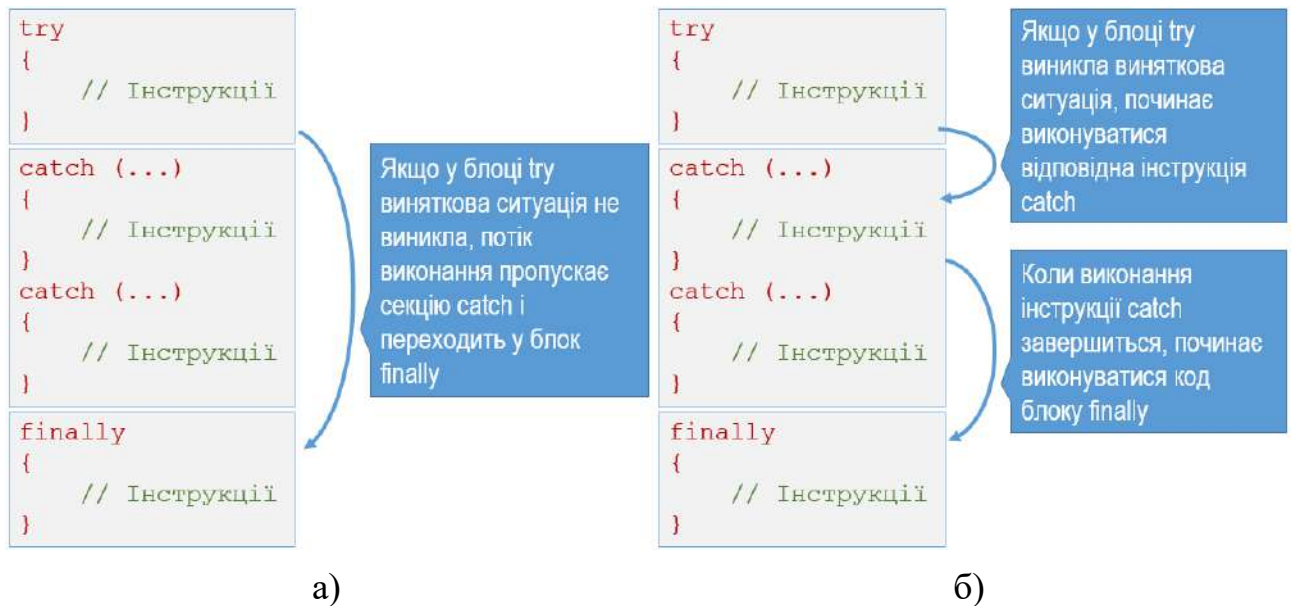 try
{
// Інструкції
}
catch (...)
{
// Інструкції
}
catch (...)
{
// Інструкції
}
finally
{
// Інструкції
}
Якщо у блоці try
виняткова ситуація не
виникла, потік
виконання пропускає
секцію catch і
переходить у блок
finally
а)
try
{
// Інструкції
}
catch (...)
{
// Інструкції
}
catch (...)
{
// Інструкції
}
finally
{
// Інструкції
}
Якщо у блоці try
виникла виняткова
ситуація, починає
виконуватися
відповідна інструкція
catch
Коли виконання
інструкції catch
завершиться, починає
виконуватися код
блоку finally
б)